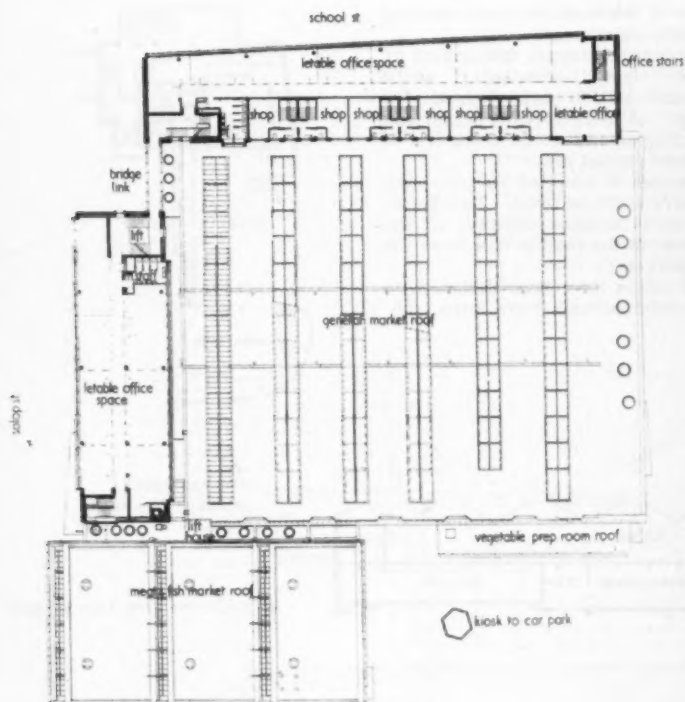 school st
letable office space
office stairs
shop shop shop shop shop shop letable office
bridge
link
lift
general market roof
letable office
space
salop st
lift
house
vegetable prep room roof
meat & fish market roof
kiosk to car park